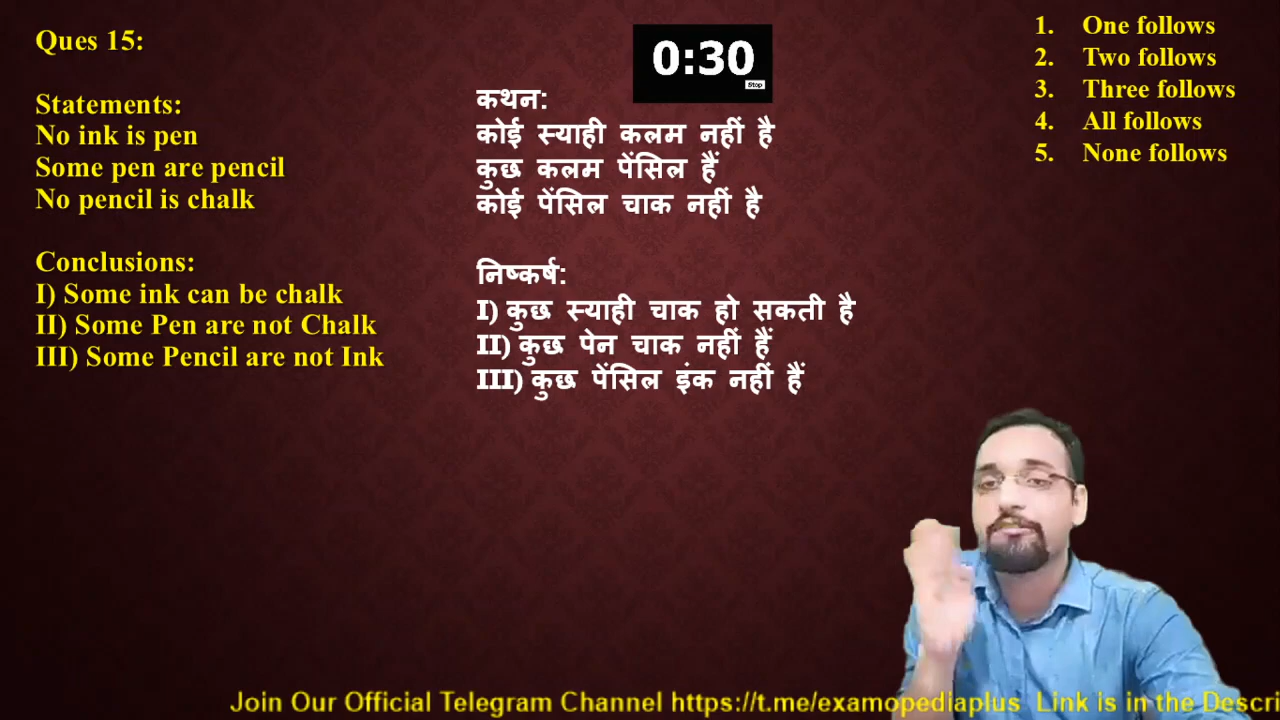 Ques 15:
Statements:
No ink is pen
Some pen are pencil
No pencil is chalk
Conclusions:
I) Some ink can be chalk
II) Some Pen are not Chalk
III) Some Pencil are not Ink
0:30
Stop
कथन:
कोई स्याही कलम नहीं है
कुछ कलम पेंसिल हैं
कोई पेंसिल चाक नहीं है
निष्कर्ष:
I) कुछ स्याही चाक हो सकती है
II) कुछ पेन चाक नहीं हैं
III) कुछ पेंसिल इंक नहीं हैं
1. One follows
2. Two follows
3. Three follows
4. All follows
5. None follows
Join Our Official Telegram Channel https://t.me/examopediaplus Link is in the Descri